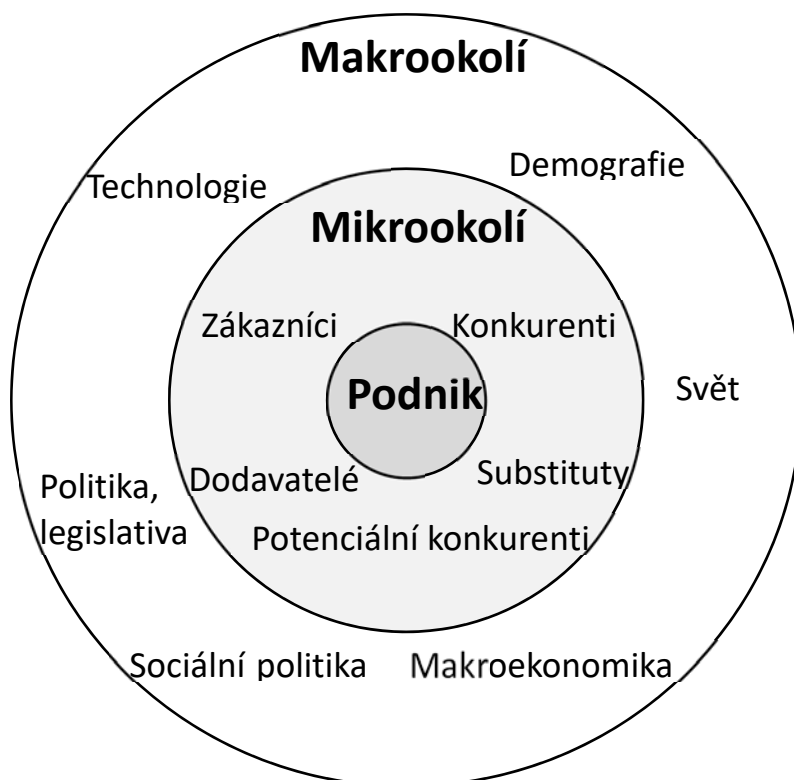 Makrookolí
Demografie
Technologie
Mikrookolí
Zákazníci
Konkurenti
Podnik
Svět
Dodavatelé
Substituty
Politika,
legislativa
Potenciální konkurenti
Sociální politika
Makroekonomika